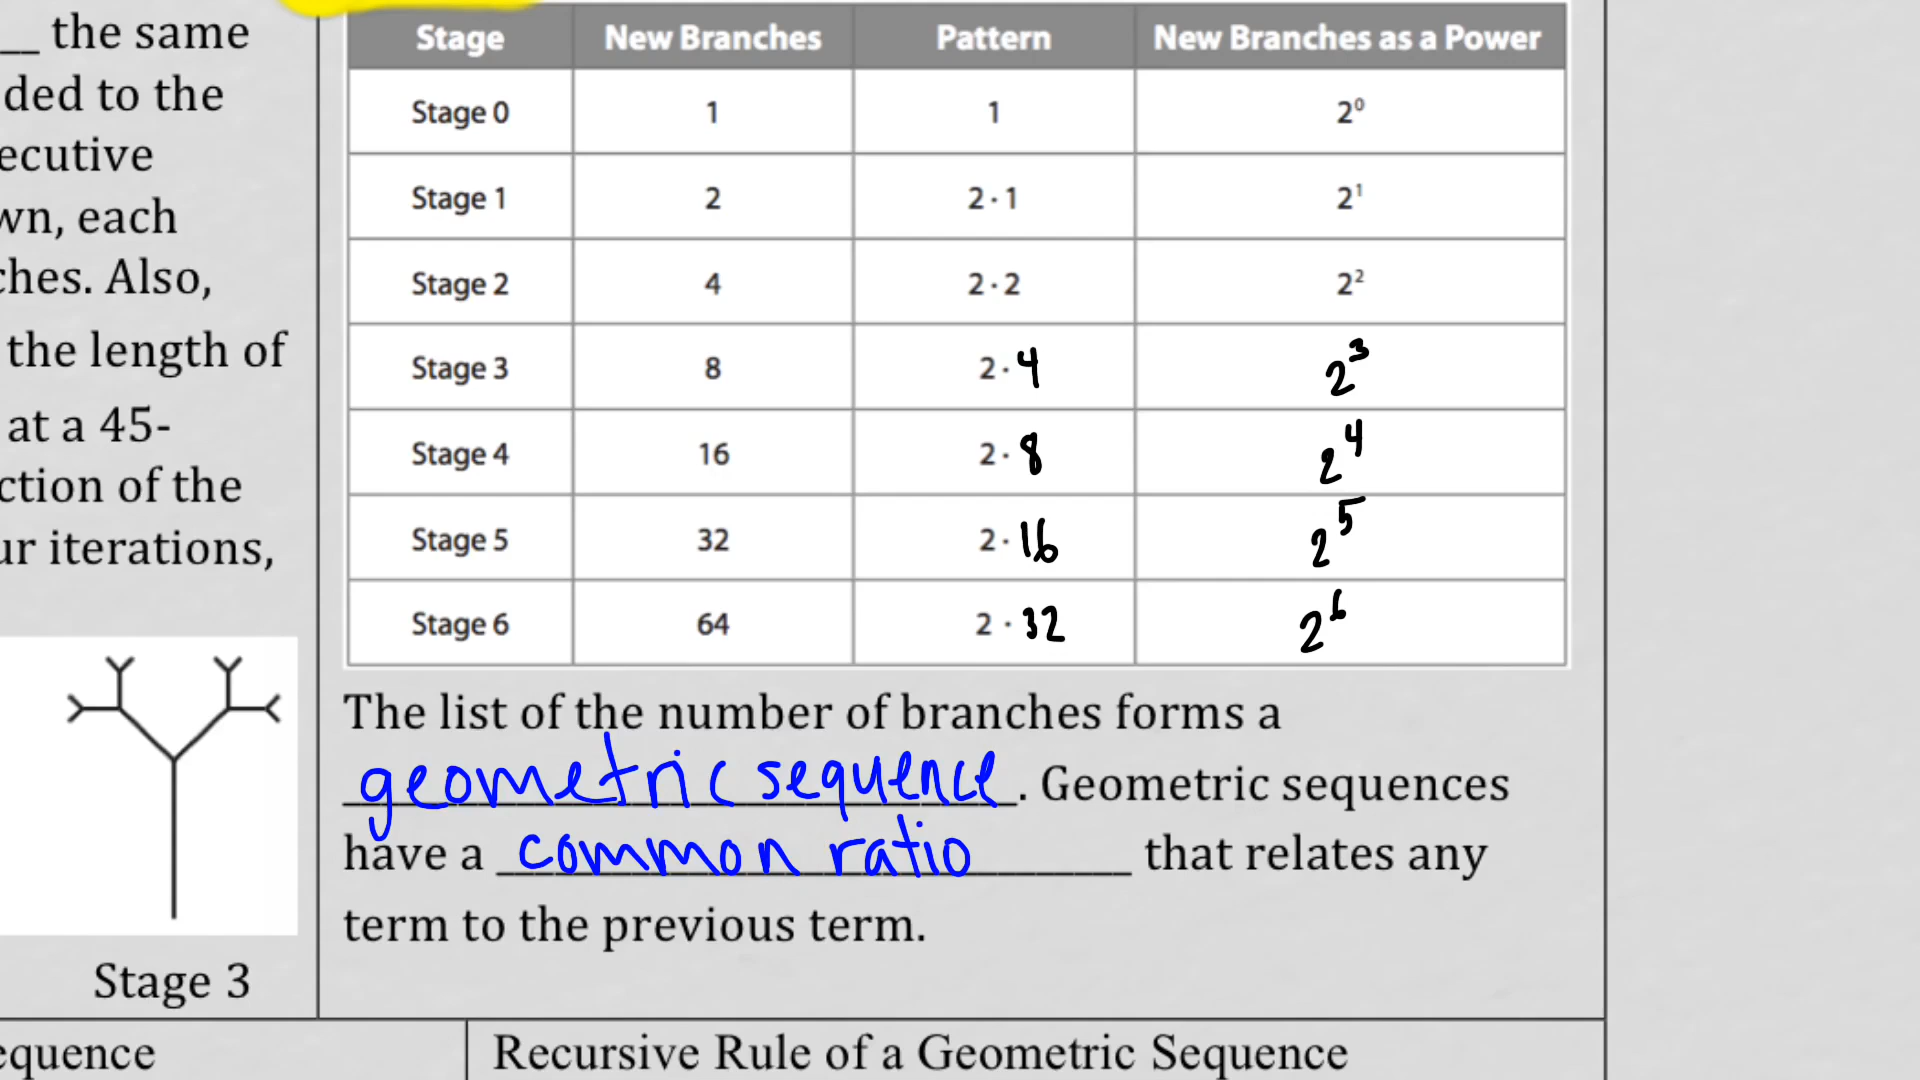 __ the same
ded to the
ecutive
wn, each
ches. Also,
the length of
at a 45-
ction of the
ur iterations,
Stage 3
Stage New Branches Pattern New Branches as a Power
Stage 0 1 1 2⁰
Stage 1 2 2 · 1 2¹
Stage 2 4 2 · 2 2²
Stage 3 8 2 · 4 2³
Stage 4 16 2 · 8 2⁴
Stage 5 32 2 · 16 2⁵
Stage 6 64 2 · 32 2⁶
The list of the number of branches forms a
geometric sequence. Geometric sequences
have a common ratio that relates any
term to the previous term.
equence
Recursive Rule of a Geometric Sequence